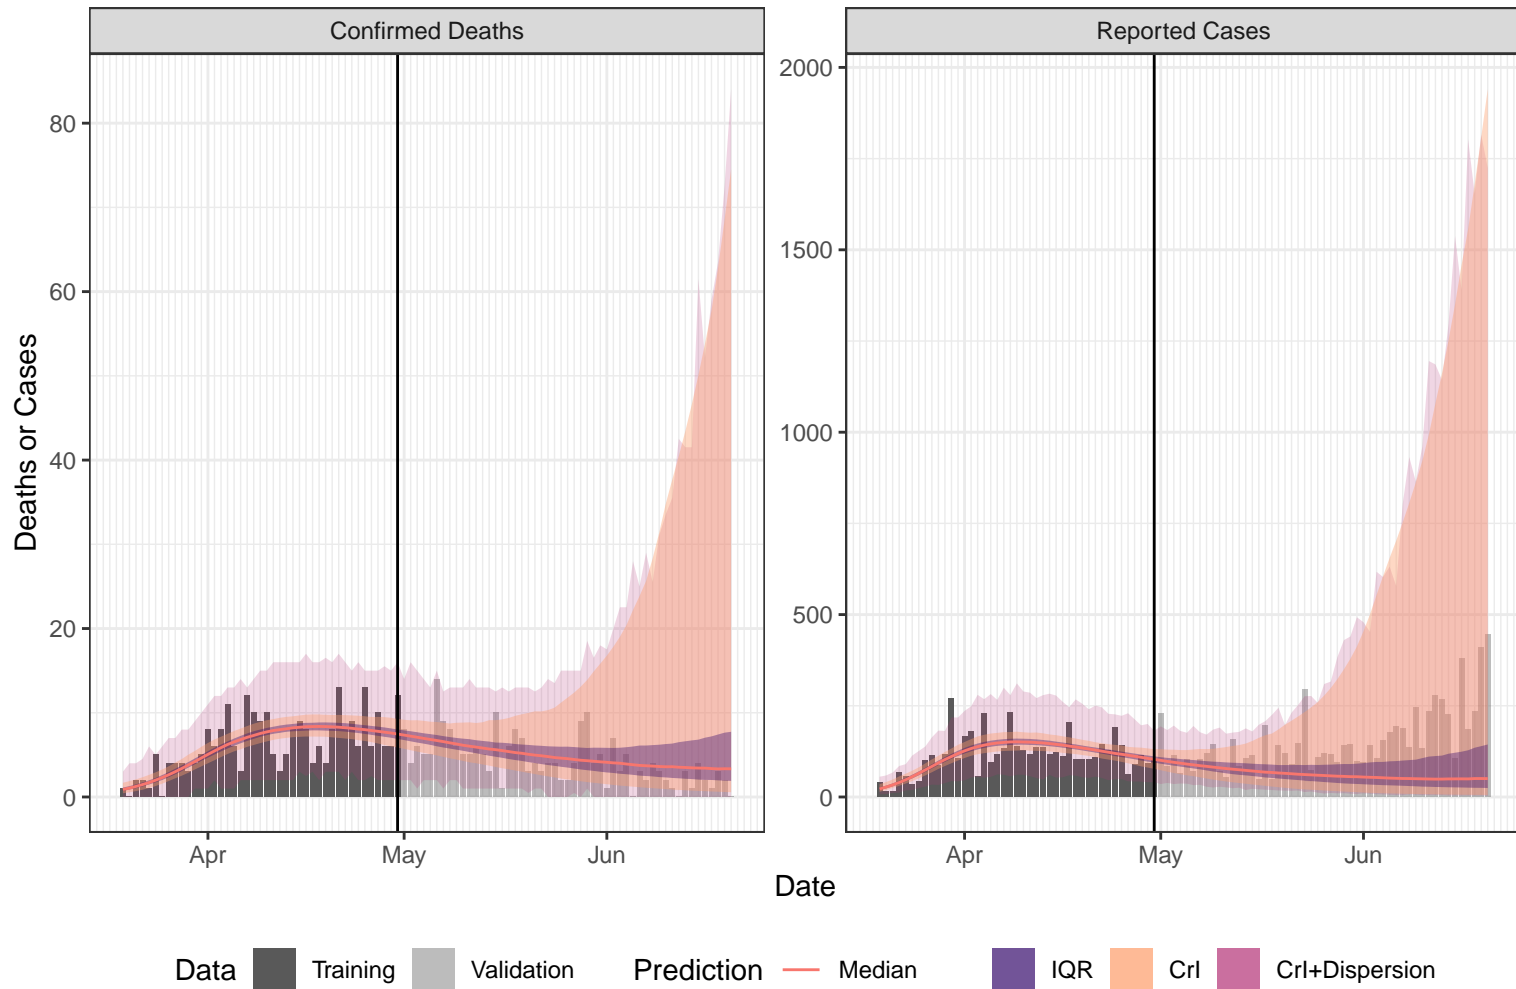 Confirmed Deaths
Reported Cases
Deaths or Cases
80
60
40
20
0
2000
1500
1000
500
0
Apr
May
Jun
Apr
May
Jun
Date
Data
Training
Validation
Prediction
Median
IQR
CrI
CrI+Dispersion